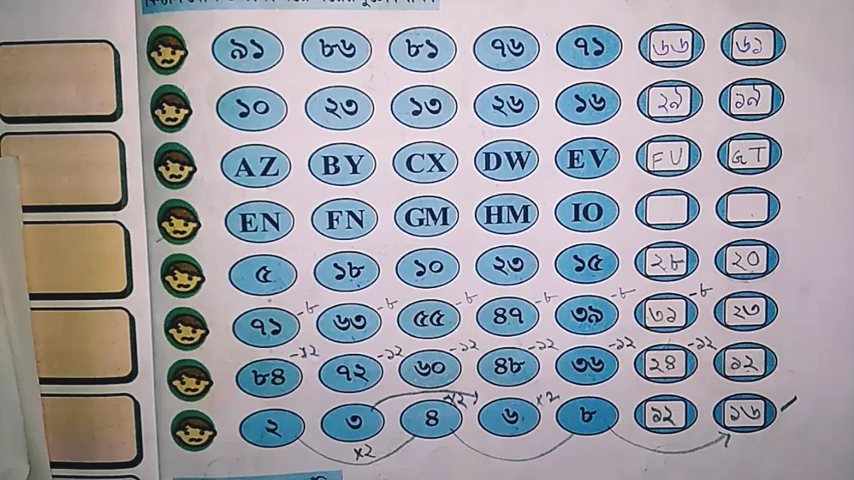 ৯১ ৮৬ ৮১ ৭৬ ৭১ ৬৬ ৬১
১০ ২৩ ১৩ ২৬ ১৬ ২৯ ১৯
AZ BY CX DW EV FU GT
EN FN GM HM IO
৫ ১৮ ১০ ২৩ ১৫ ২৮ ২০
-৮ -৮ -৮ -৮ -৮ -৮
৭১ ৬৩ ৫৫ ৪৭ ৩৯ ৩১ ২৩
-১২ -১২ -১২ -১২ -১২ -১২
৮৪ ৭২ ৬০ ৪৮ ৩৬ ২৪ ১২
×২ ×২
২ ৩ ৪ ৬ ৮ ১২ ১৬
×২